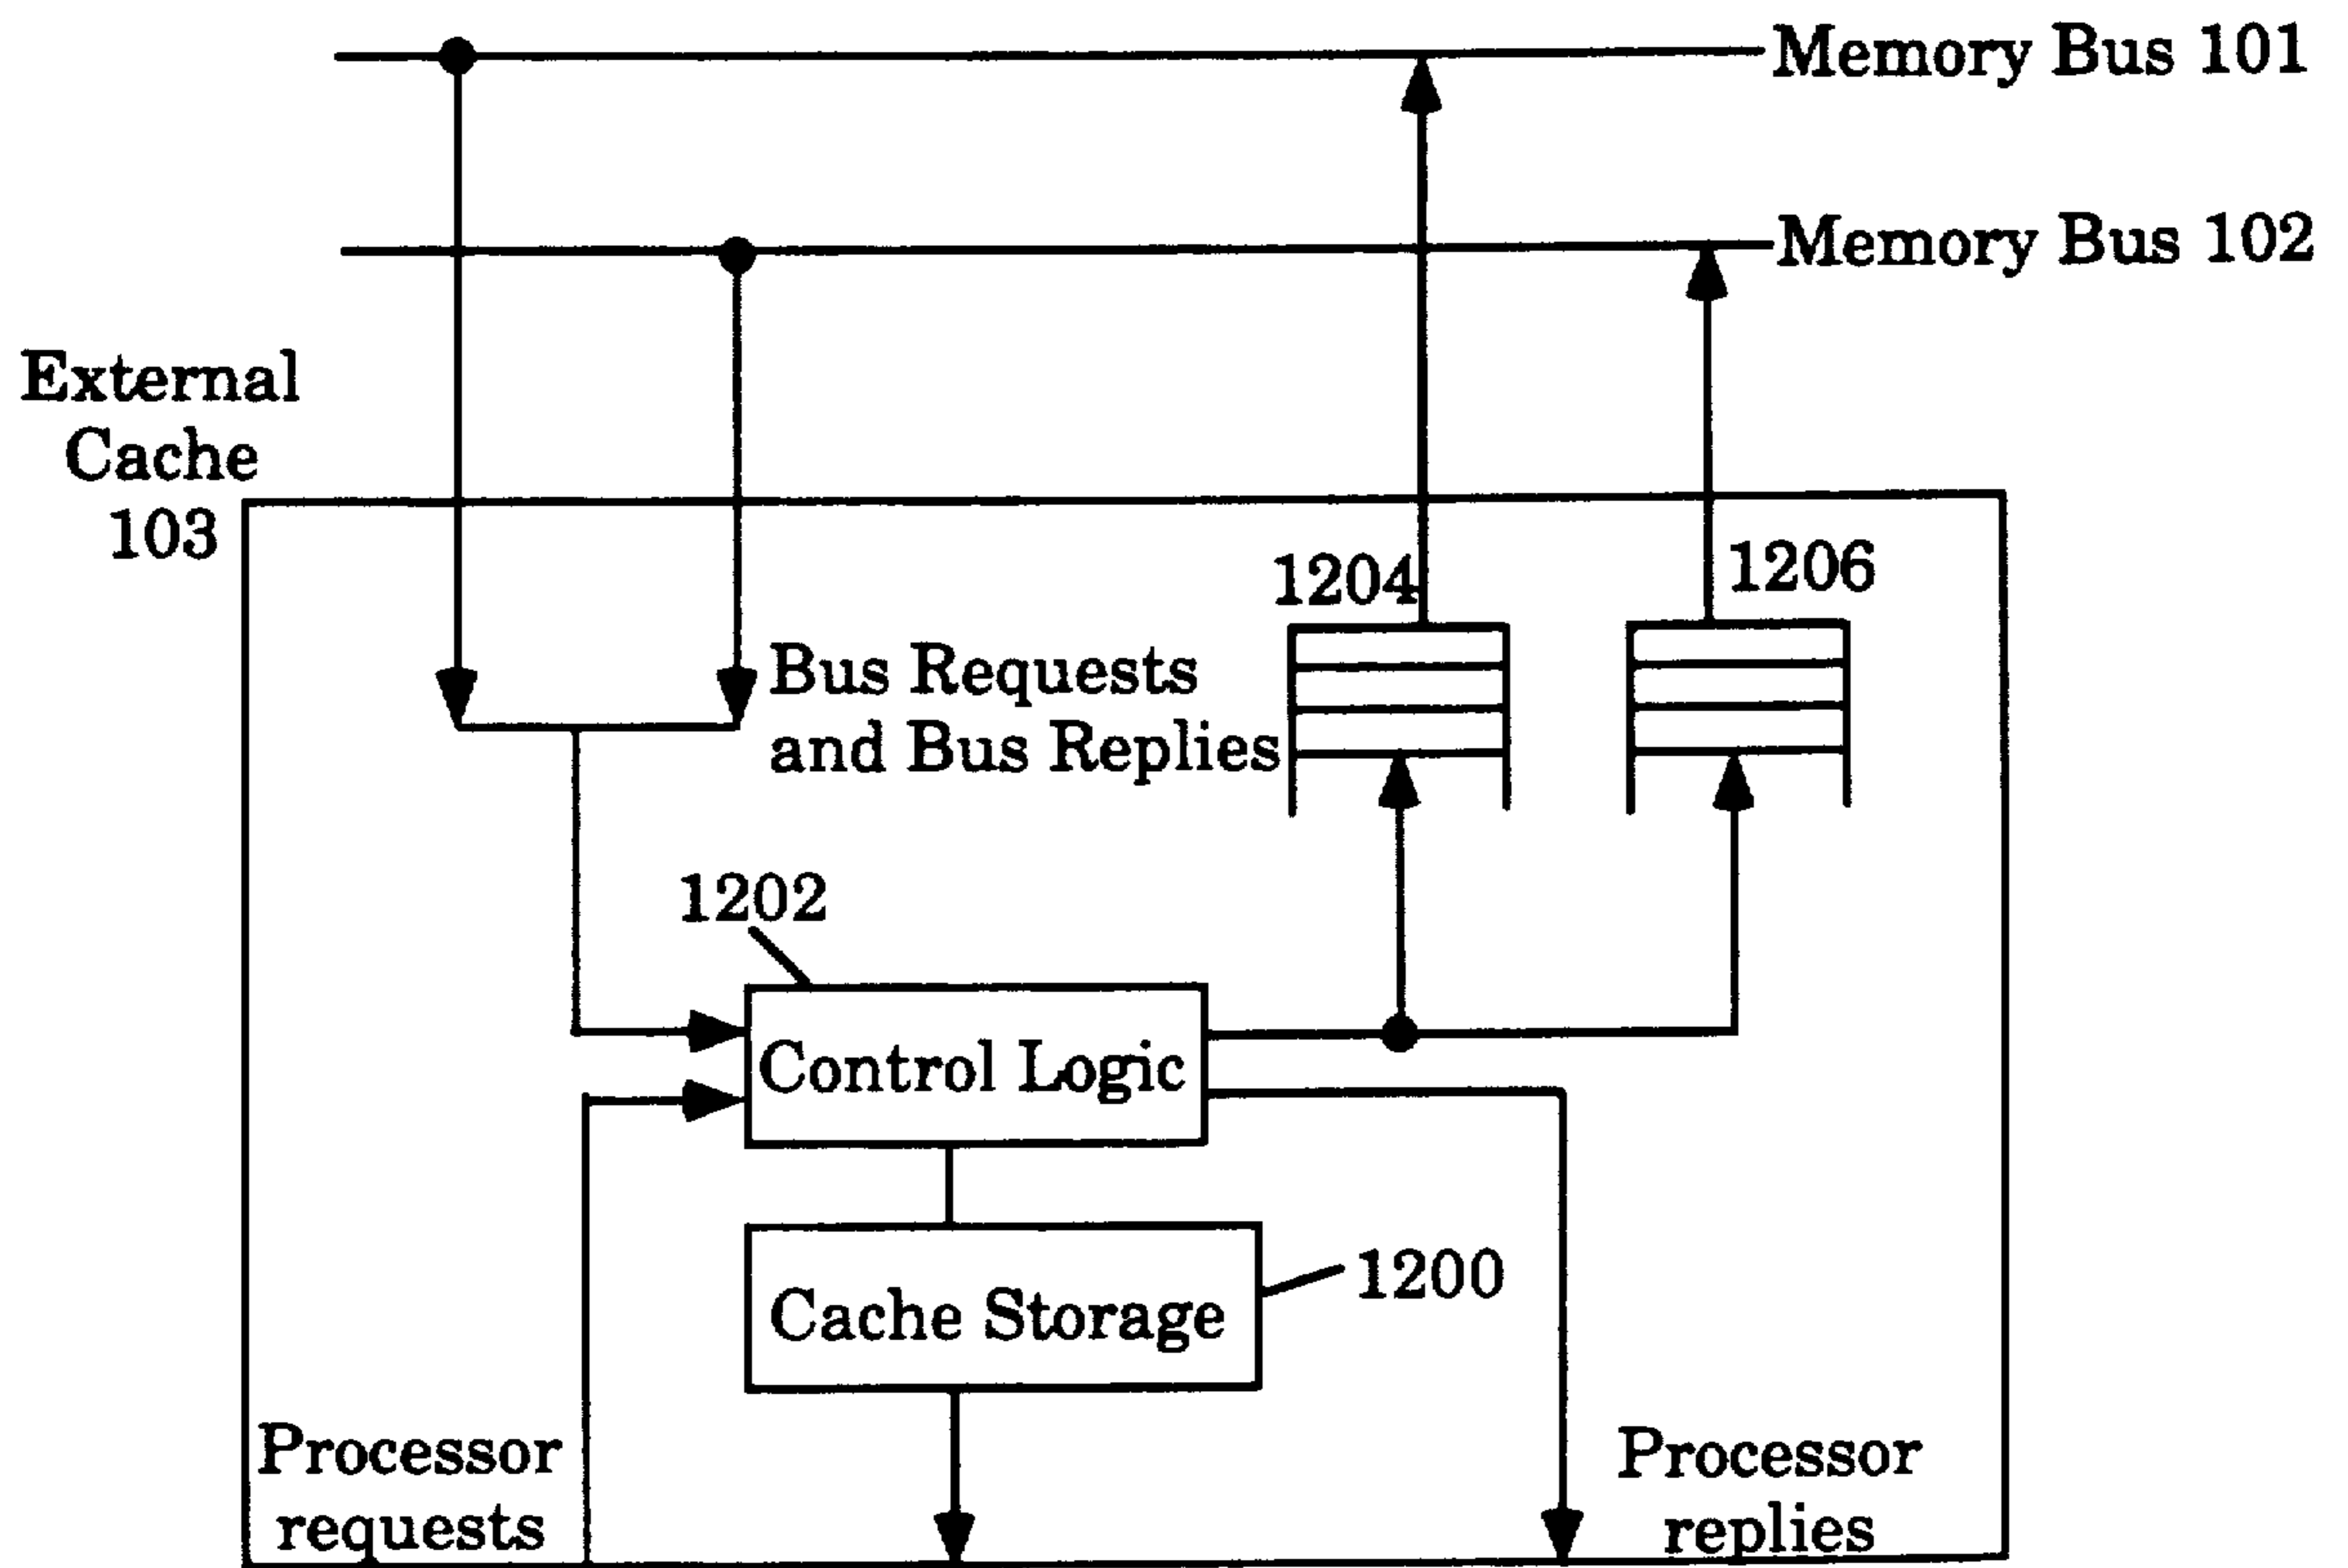 Memory Bus 101
Memory Bus 102
External
Cache
103
1204
1206
Bus Requests
and Bus Replies
1202
Control Logic
Cache Storage
1200
Processor
requests
Processor
replies